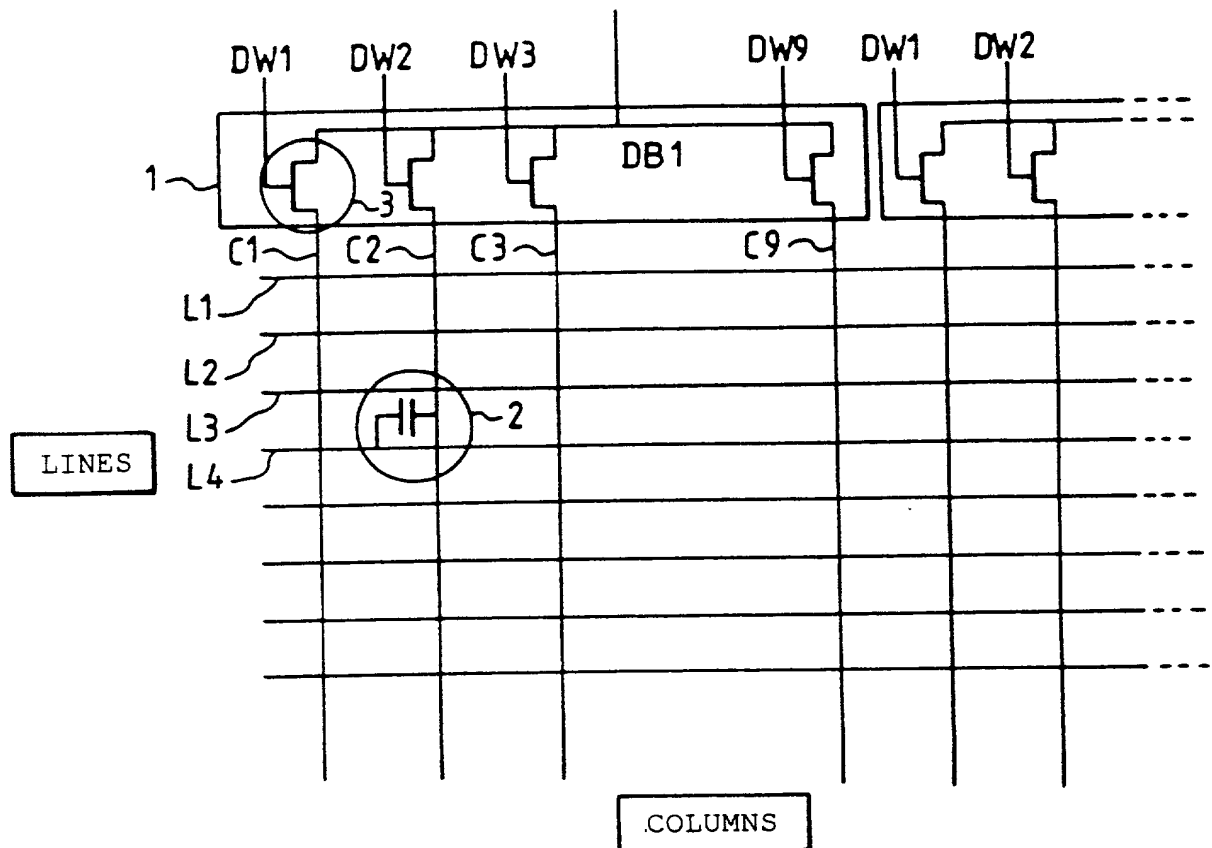 DW1 DW2 DW3 DW9 DW1 DW2
DB1
1
3
C1 C2 C3 C9
L1
L2
L3
2
L4
LINES
COLUMNS